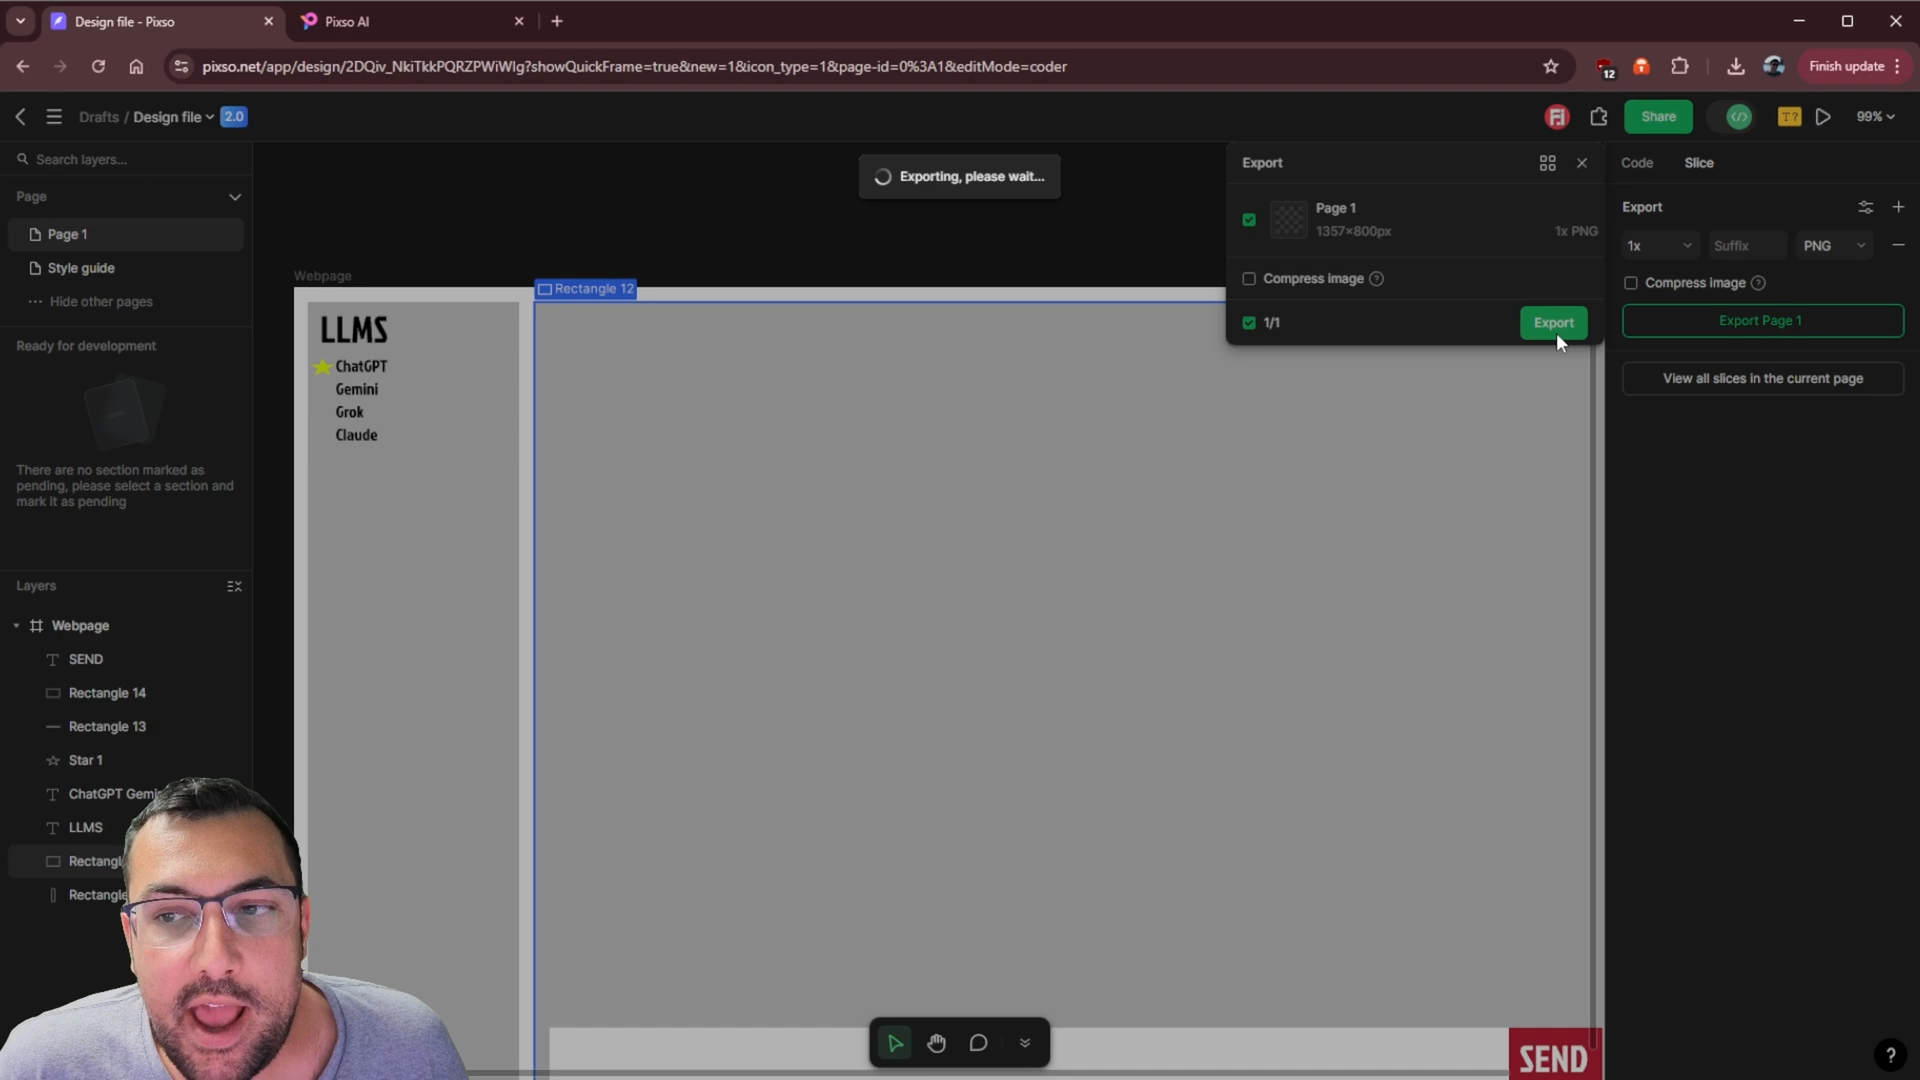 Design file - Pixso
Pixso AI
pixso.net/app/design/2DQiv_NkiTkkPQRZPWiWIg?showQuickFrame=true&new=1&icon_type=1&page-id=0%3A1&editMode=coder
12
Finish update
Drafts / Design file
2.0
Share
T?
99%
Search layers...
Page
Page 1
Style guide
Hide other pages
Ready for development
There are no section marked as
pending, please select a section and
mark it as pending
Layers
Webpage
SEND
Rectangle 14
Rectangle 13
Star 1
ChatGPT Gemi
LLMS
Rectangl
Rectangle
Exporting, please wait...
Webpage
Rectangle 12
LLMS
ChatGPT
Gemini
Grok
Claude
SEND
Export
Page 1
1357×800px
1x PNG
Compress image ?
1/1
Export
Code
Slice
Export
1x
Suffix
PNG
Compress image ?
Export Page 1
View all slices in the current page
?